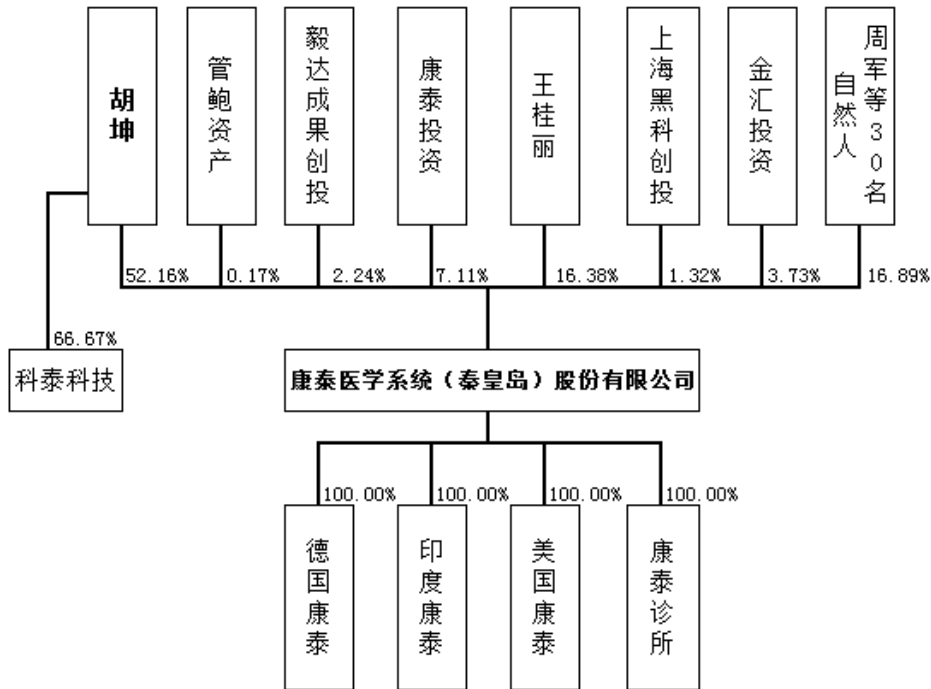 胡坤
管鲍资产
毅达成果创投
康泰投资
王桂丽
上海黑科创投
金汇投资
周军等30名
自然人
52.16%
0.17%
2.24%
7.11%
16.38%
1.32%
3.73%
16.89%
66.67%
科泰科技
康泰医学系统（秦皇岛）股份有限公司
100.00%
100.00%
100.00%
100.00%
德国康泰
印度康泰
美国康泰
康泰诊所